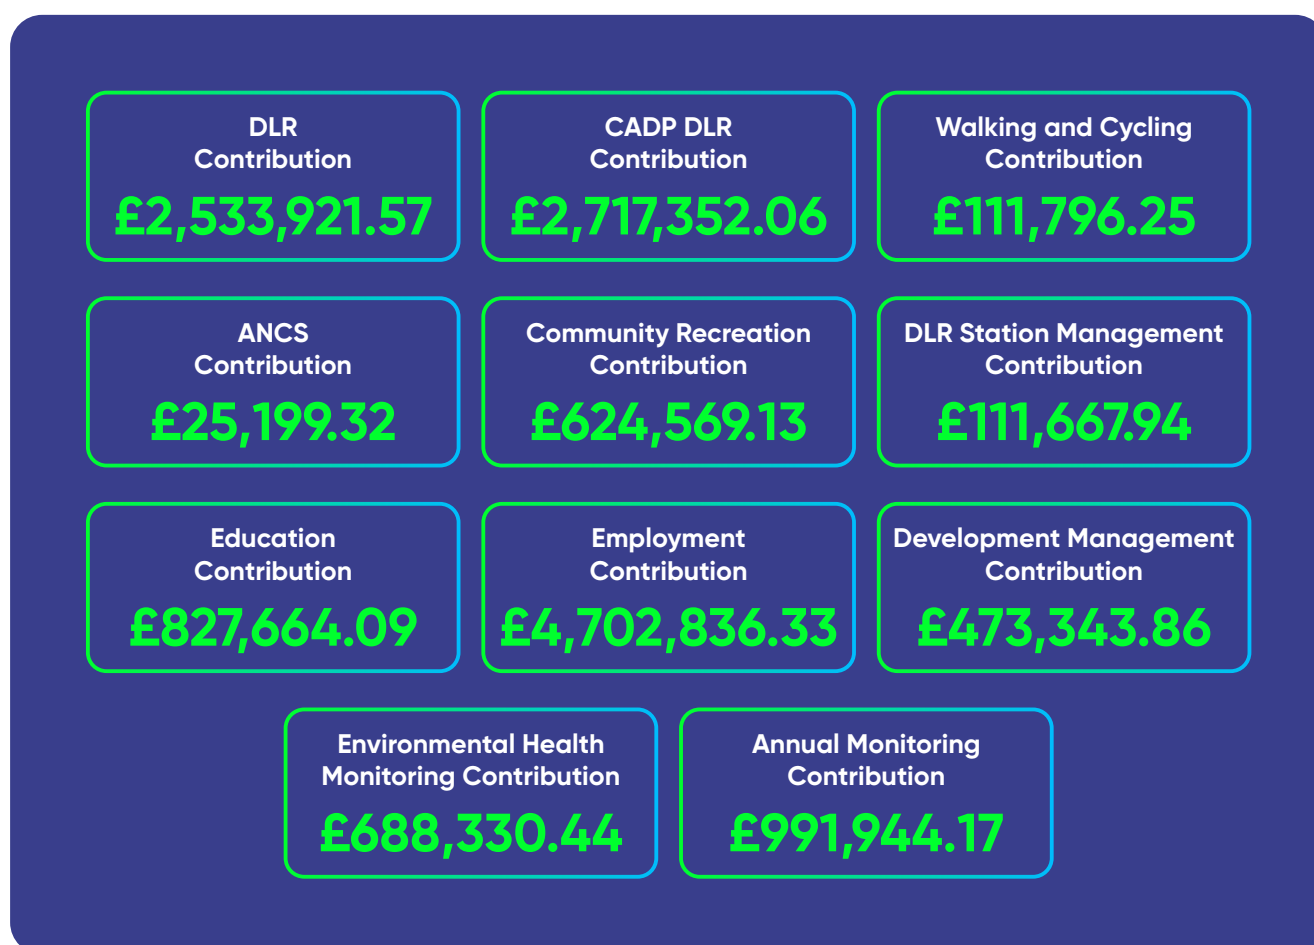 DLR
Contribution
£2,533,921.57
CADP DLR
Contribution
£2,717,352.06
Walking and Cycling
Contribution
£111,796.25
ANCS
Contribution
£25,199.32
Community Recreation
Contribution
£624,569.13
DLR Station Management
Contribution
£111,667.94
Education
Contribution
£827,664.09
Employment
Contribution
£4,702,836.33
Development Management
Contribution
£473,343.86
Environmental Health
Monitoring Contribution
£688,330.44
Annual Monitoring
Contribution
£991,944.17